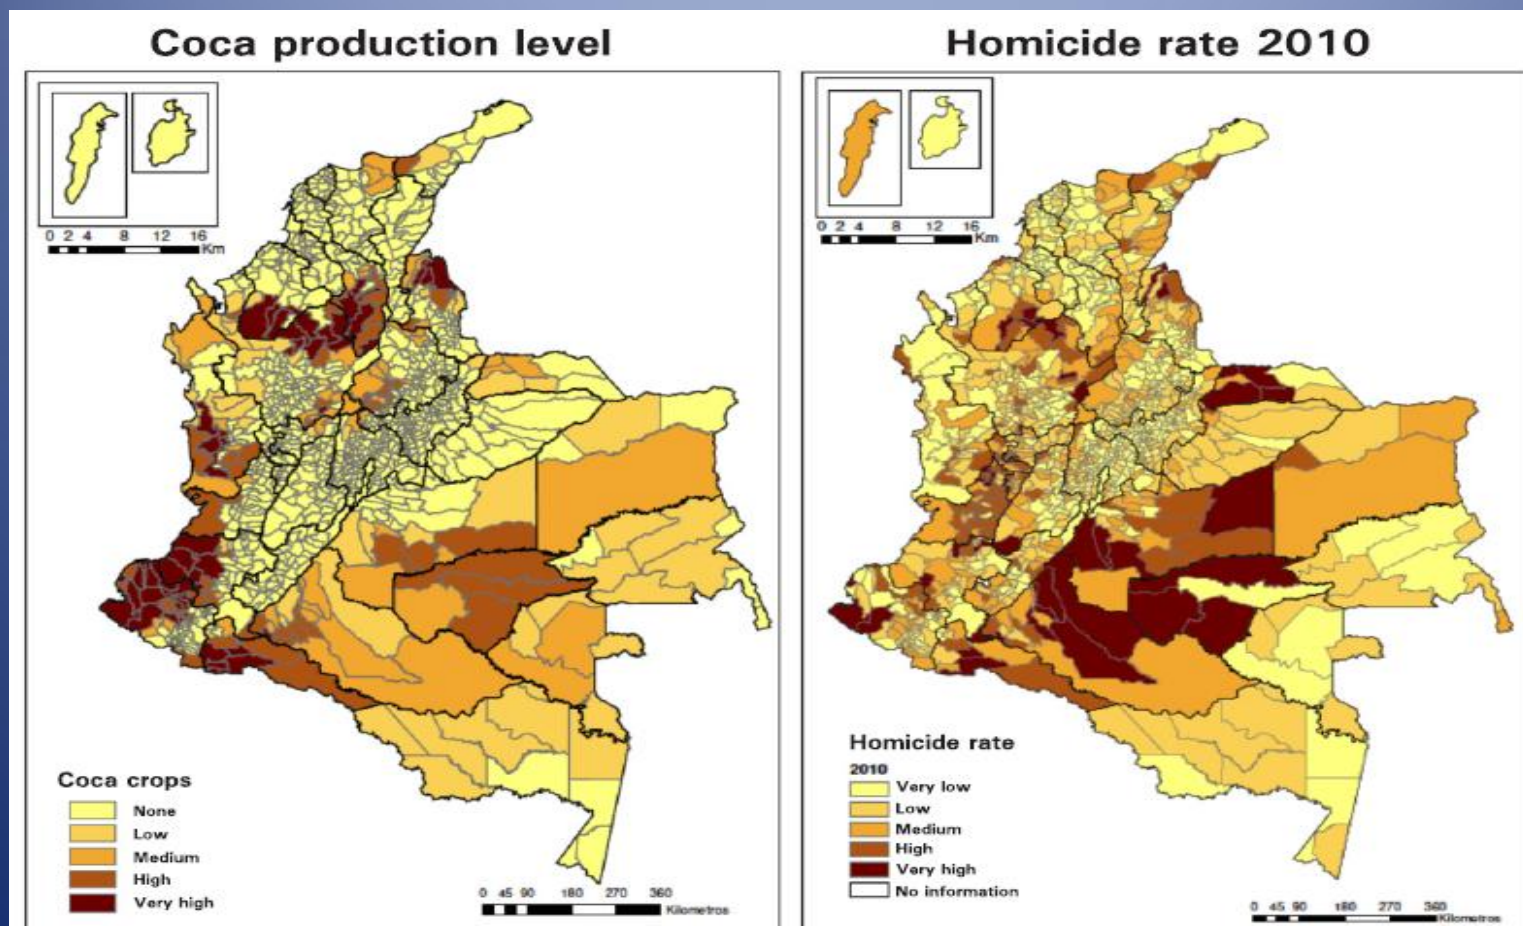 Coca production level
Homicide rate 2010
0 2 4 8 12 16
Km
0 2 4 8 12 16
Km
Coca crops
None
Low
Medium
High
Very high
0 45 90 180 270 360
Kilometros
Homicide rate
2010
Very low
Low
Medium
High
Very high
No information
0 45 90 180 270 360
Kilometros